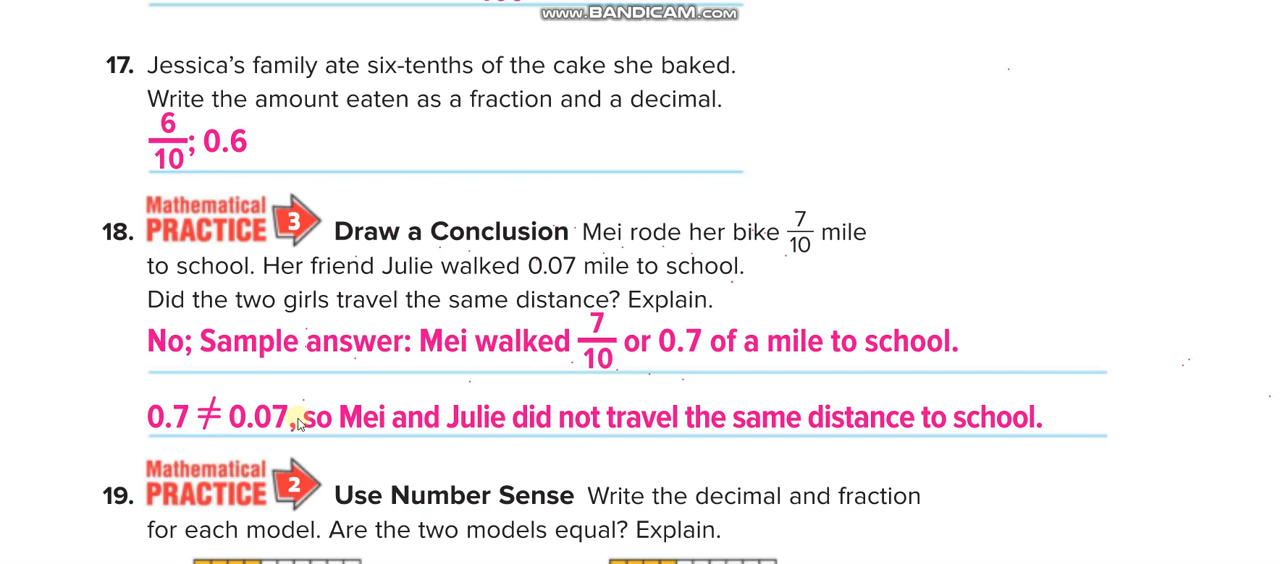 www.BANDICAM.com
17. Jessica's family ate six-tenths of the cake she baked.
Write the amount eaten as a fraction and a decimal.
6/10; 0.6
18. Mathematical PRACTICE 3 Draw a Conclusion Mei rode her bike 7/10 mile
to school. Her friend Julie walked 0.07 mile to school.
Did the two girls travel the same distance? Explain.
No; Sample answer: Mei walked 7/10 or 0.7 of a mile to school.
0.7 ≠ 0.07, so Mei and Julie did not travel the same distance to school.
19. Mathematical PRACTICE 2 Use Number Sense Write the decimal and fraction
for each model. Are the two models equal? Explain.